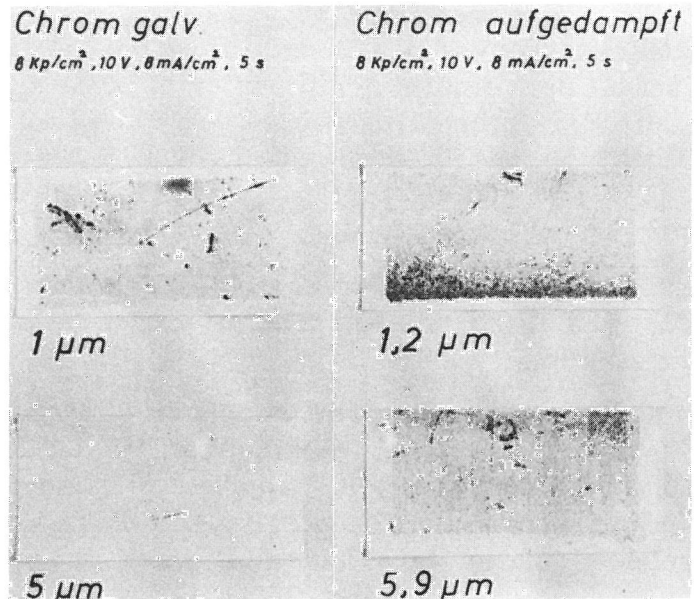 Chrom galv.
8 Kp/cm², 10 V, 8 mA/cm², 5 s
1 µm
5 µm
Chrom aufgedampft
8 Kp/cm², 10 V, 8 mA/cm², 5 s
1,2 µm
5,9 µm